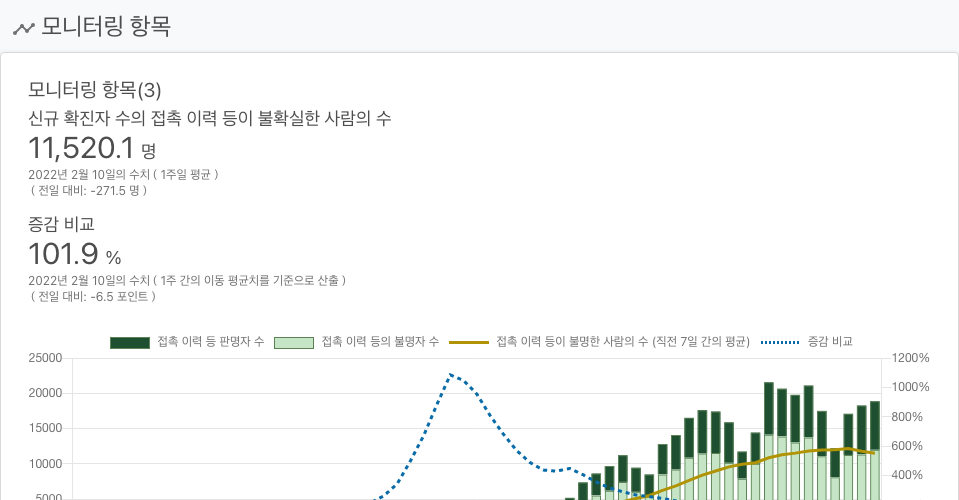 모니터링 항목
모니터링 항목(3)
신규 확진자 수의 접촉 이력 등이 불확실한 사람의 수
11,520.1 명
2022년 2월 10일의 수치 ( 1주일 평균 )
( 전일 대비: -271.5 명 )
증감 비교
101.9 %
2022년 2월 10일의 수치 ( 1주 간의 이동 평균치를 기준으로 산출 )
( 전일 대비: -6.5 포인트 )
접촉 이력 등 판명자 수 접촉 이력 등의 불명자 수 접촉 이력 등이 불명한 사람의 수 (직전 7일 간의 평균) 증감 비교
25000 1200%
20000 1000%
15000 800%
10000 600%
5000 400%